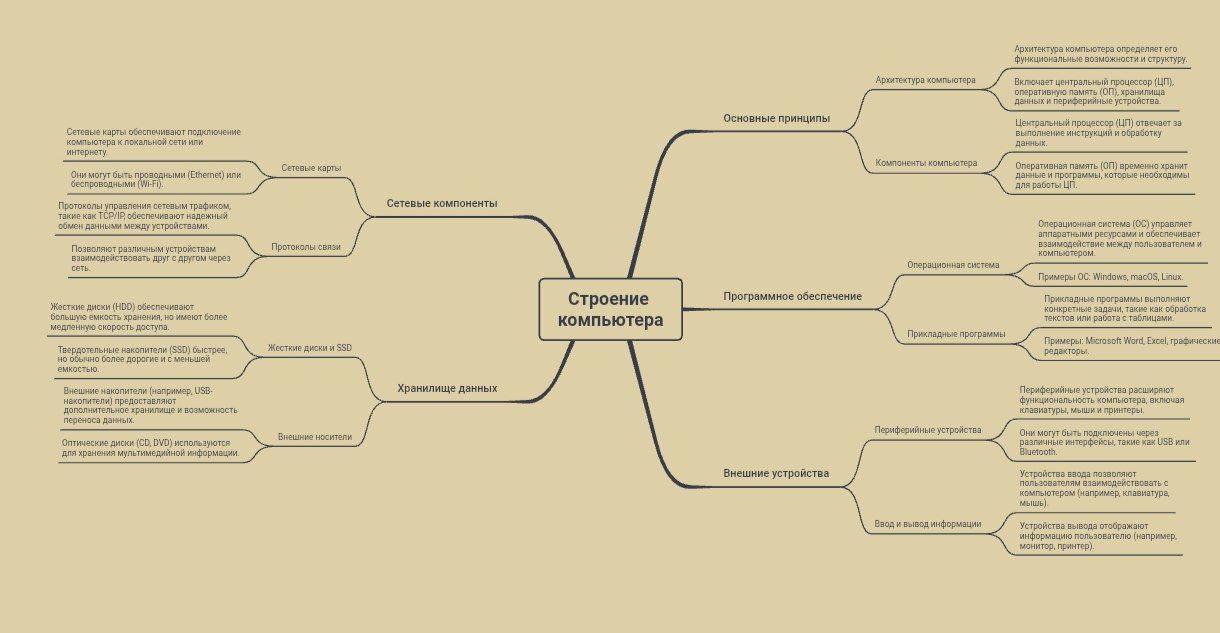 Строение
компьютера
Основные принципы
Архитектура компьютера
Архитектура компьютера определяет его
функциональные возможности и структуру.
Включает центральный процессор (ЦП),
оперативную память (ОП), хранилища
данных и периферийные устройства.
Компоненты компьютера
Центральный процессор (ЦП) отвечает за
выполнение инструкций и обработку
данных.
Оперативная память (ОП) временно хранит
данные и программы, которые необходимы
для работы ЦП.
Программное обеспечение
Операционная система
Операционная система (ОС) управляет
аппаратными ресурсами и обеспечивает
взаимодействие между пользователем и
компьютером.
Примеры ОС: Windows, macOS, Linux.
Прикладные программы
Прикладные программы выполняют
конкретные задачи, такие как обработка
текстов или работа с таблицами.
Примеры: Microsoft Word, Excel, графические
редакторы.
Внешние устройства
Периферийные устройства
Периферийные устройства расширяют
функциональность компьютера, включая
клавиатуры, мыши и принтеры.
Они могут быть подключены через
различные интерфейсы, такие как USB или
Bluetooth.
Ввод и вывод информации
Устройства ввода позволяют
пользователям взаимодействовать с
компьютером (например, клавиатура,
мышь).
Устройства вывода отображают
информацию пользователю (например,
монитор, принтер).
Сетевые компоненты
Сетевые карты
Сетевые карты обеспечивают подключение
компьютера к локальной сети или
интернету.
Они могут быть проводными (Ethernet) или
беспроводными (Wi-Fi).
Протоколы связи
Протоколы управления сетевым трафиком,
такие как TCP/IP, обеспечивают надежный
обмен данными между устройствами.
Позволяют различным устройствам
взаимодействовать друг с другом через
сеть.
Хранилище данных
Жесткие диски и SSD
Жесткие диски (HDD) обеспечивают
большую емкость хранения, но имеют более
медленную скорость доступа.
Твердотельные накопители (SSD) быстрее,
но обычно более дорогие и с меньшей
емкостью.
Внешние носители
Внешние накопители (например, USB-
накопители) предоставляют
дополнительное хранилище и возможность
переноса данных.
Оптические диски (CD, DVD) используются
для хранения мультимедийной информации.